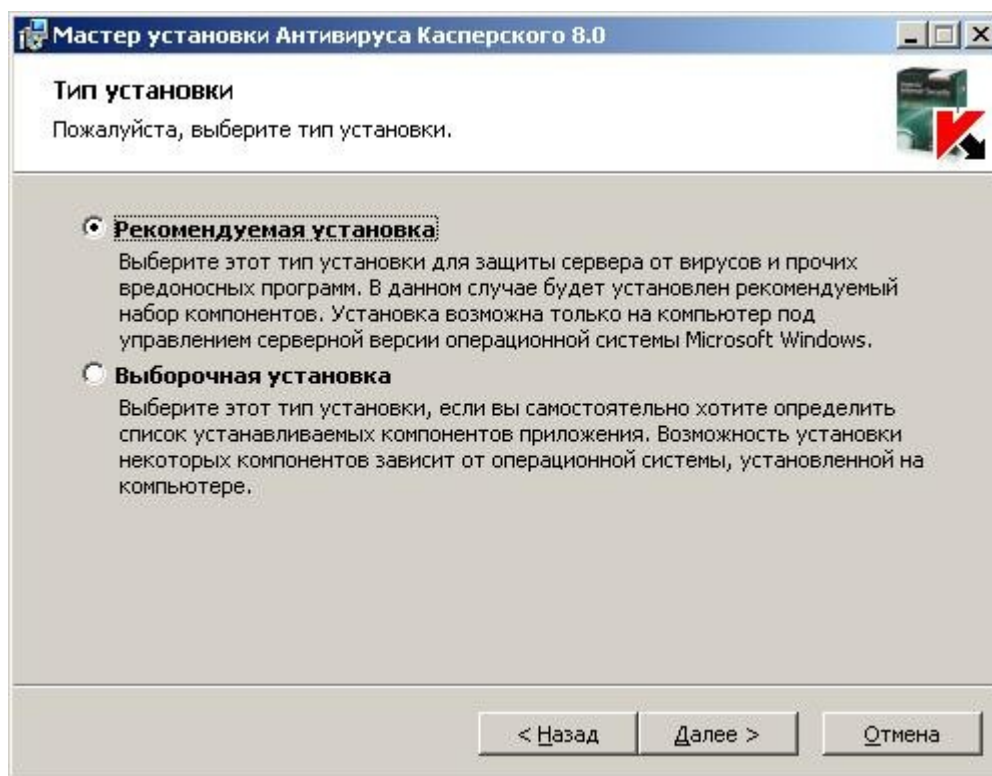 Мастер установки Антивируса Касперского 8.0
Тип установки
Пожалуйста, выберите тип установки.
Рекомендуемая установка
Выберите этот тип установки для защиты сервера от вирусов и прочих
вредоносных программ. В данном случае будет установлен рекомендуемый
набор компонентов. Установка возможна только на компьютер под
управлением серверной версии операционной системы Microsoft Windows.
Выборочная установка
Выберите этот тип установки, если вы самостоятельно хотите определить
список устанавливаемых компонентов приложения. Возможность установки
некоторых компонентов зависит от операционной системы, установленной на
компьютере.
< Назад Далее > Отмена